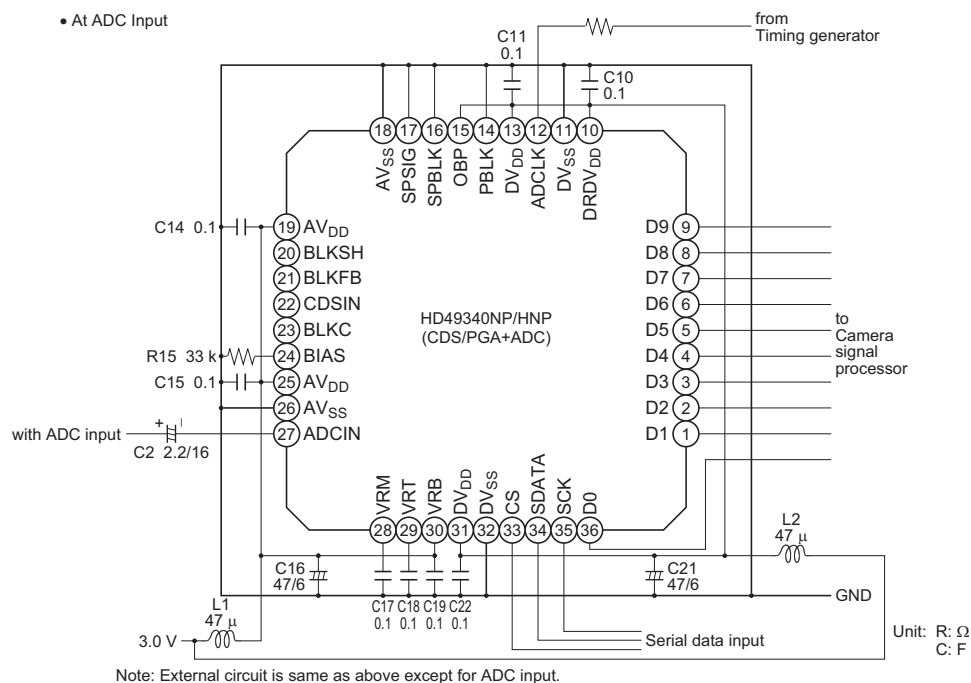 • At ADC Input
from
Timing generator
C11
0.1
C10
0.1
18 17 16 15 14 13 12 11 10
AVSS
SPSIG
SPBLK
OBP
PBLK
DVDD
ADCLK
DVSS
DRDVDD
C14 0.1
19 AVDD
20 BLKSH
21 BLKFB
22 CDSIN
23 BLKC
R15 33 k
24 BIAS
C15 0.1
25 AVDD
26 AVSS
with ADC input
+
C2 2.2/16
27 ADCIN
HD49340NP/HNP
(CDS/PGA+ADC)
D9 9
D8 8
D7 7
D6 6
D5 5
D4 4
D3 3
D2 2
D1 1
to
Camera
signal
processor
VRM
VRT
VRB
DVDD
DVSS
CS
SDATA
SCK
D0
28 29 30 31 32 33 34 35 36
L2
47 μ
C16
47/6
C21
47/6
C17
0.1
C18
0.1
C19
0.1
C22
0.1
GND
L1
47 μ
3.0 V
Serial data input
Unit: R: Ω
C: F
Note: External circuit is same as above except for ADC input.